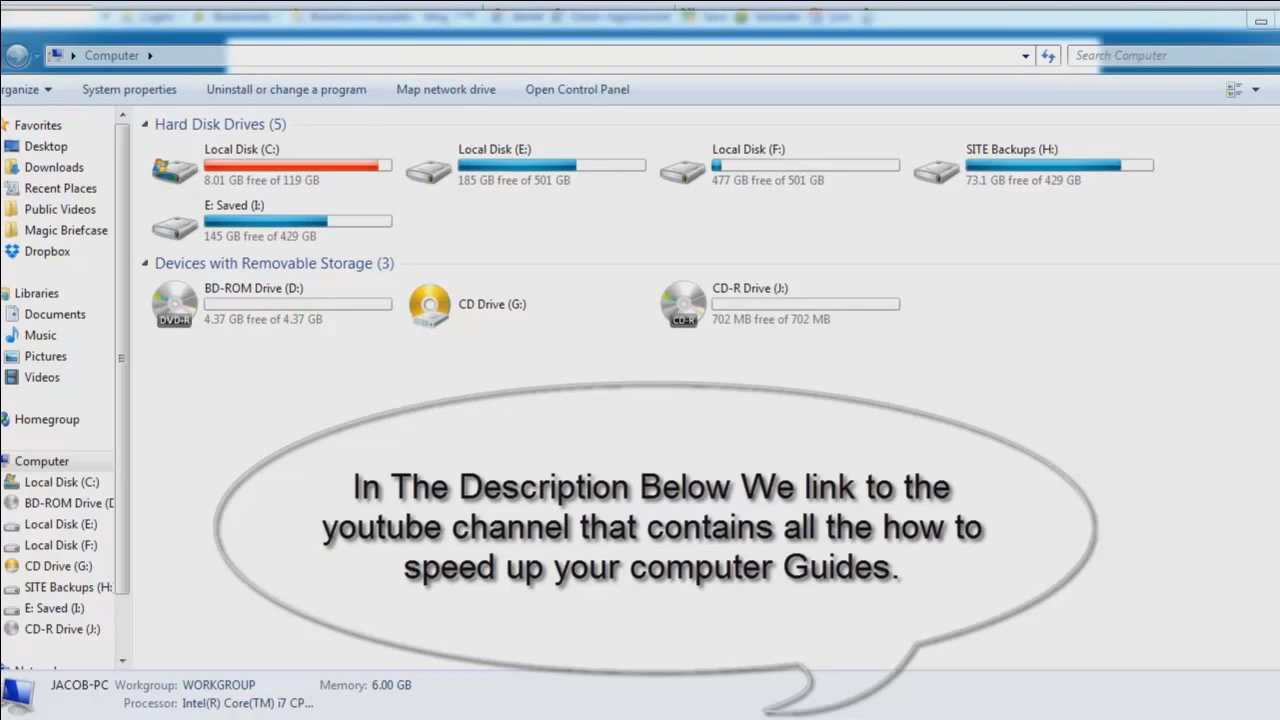 Computer
Search Computer
rganize
System properties
Uninstall or change a program
Map network drive
Open Control Panel
Favorites
Desktop
Downloads
Recent Places
Public Videos
Magic Briefcase
Dropbox
Libraries
Documents
Music
Pictures
Videos
Homegroup
Computer
Local Disk (C:)
BD-ROM Drive (D
Local Disk (E:)
Local Disk (F:)
CD Drive (G:)
SITE Backups (H:
E: Saved (I:)
CD-R Drive (J:)
Hard Disk Drives (5)
Local Disk (C:)
8.01 GB free of 119 GB
Local Disk (E:)
185 GB free of 501 GB
Local Disk (F:)
477 GB free of 501 GB
SITE Backups (H:)
73.1 GB free of 429 GB
E: Saved (I:)
145 GB free of 429 GB
Devices with Removable Storage (3)
BD-ROM Drive (D:)
DVD-R
4.37 GB free of 4.37 GB
CD Drive (G:)
CD-R Drive (J:)
CD-R
702 MB free of 702 MB
In The Description Below We link to the
youtube channel that contains all the how to
speed up your computer Guides.
JACOB-PC Workgroup: WORKGROUP Memory: 6.00 GB
Processor: Intel(R) Core(TM) i7 CP...